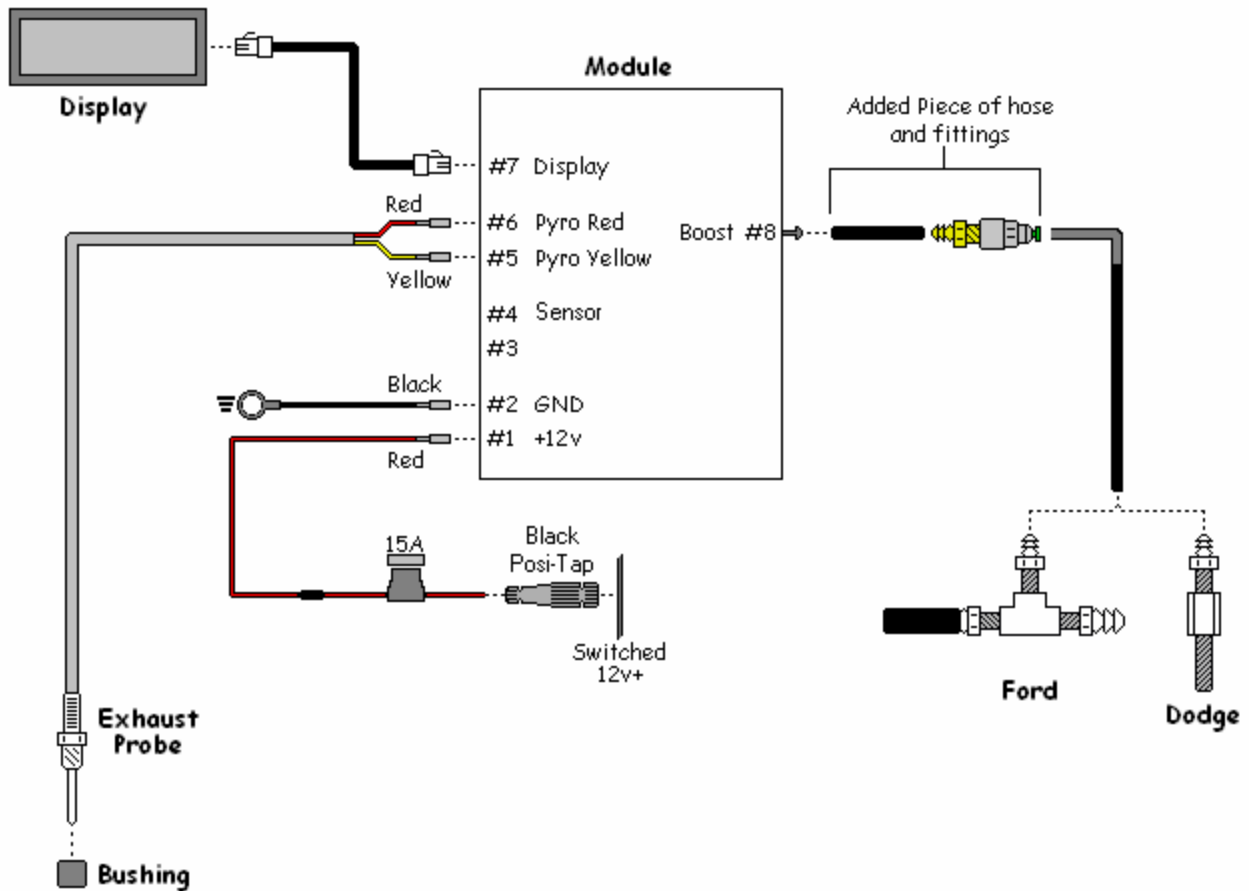 Display
Module
Added Piece of hose
and fittings
#7 Display
Red
#6 Pyro Red
Boost #8
#5 Pyro Yellow
Yellow
#4 Sensor
#3
Black
#2 GND
#1 +12v
Red
15A
Black
Posi-Tap
Switched
12v+
Ford
Dodge
Exhaust
Probe
Bushing